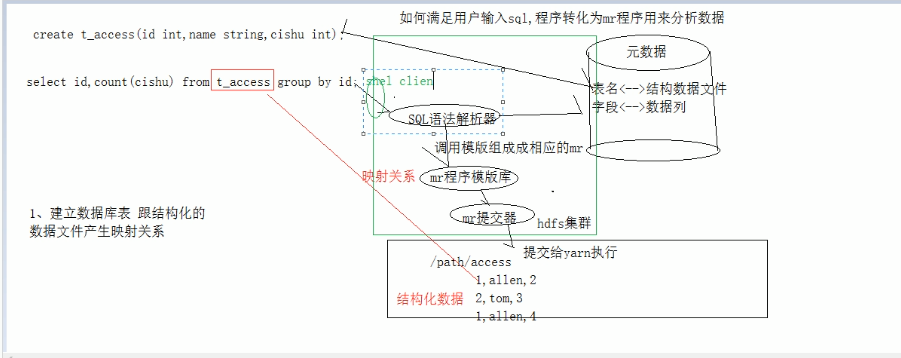 如何满足用户输入sql,程序转化为mr程序用来分析数据
create t_access(id int,name string,cishu int);
元数据
select id,count(cishu) from t_access group by id;
shel clien
表名<-->结构数据文件
字段<-->数据列
SQL语法解析器
调用模版组成成相应的mr
映射关系
mr程序模版库
1、建立数据库表 跟结构化的
数据文件产生映射关系
mr提交器
hdfs集群
提交给yarn执行
/path/access
1,allen,2
结构化数据
2,tom,3
1,allen,4